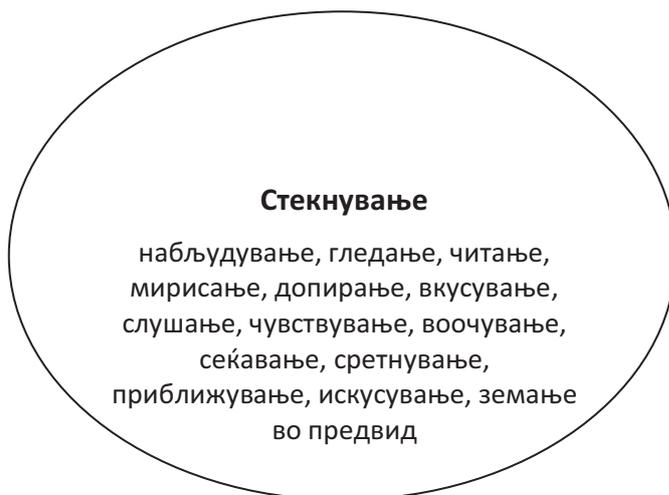 Стекнување
набљудување, гледање, читање,
мирисање, допирање, вкусување,
слушање, чувствување, воочување,
сеќавање, сретнување,
приближување, искусување, земање
во предвид